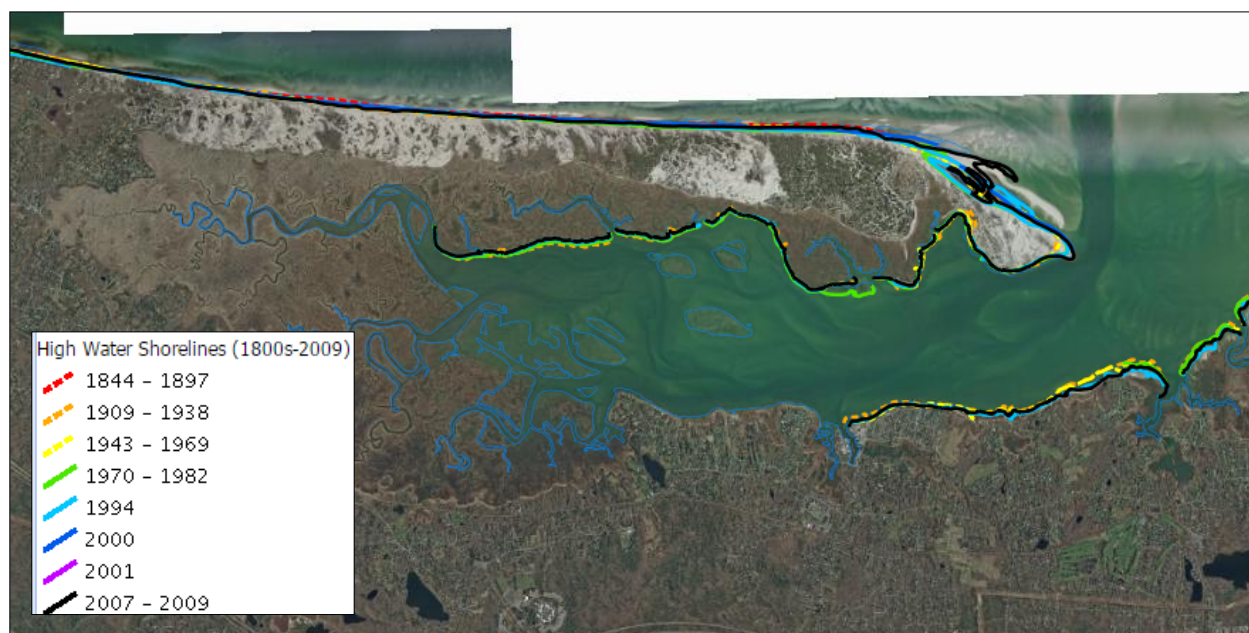 High Water Shorelines (1800s-2009)
1844 – 1897
1909 – 1938
1943 – 1969
1970 – 1982
1994
2000
2001
2007 – 2009